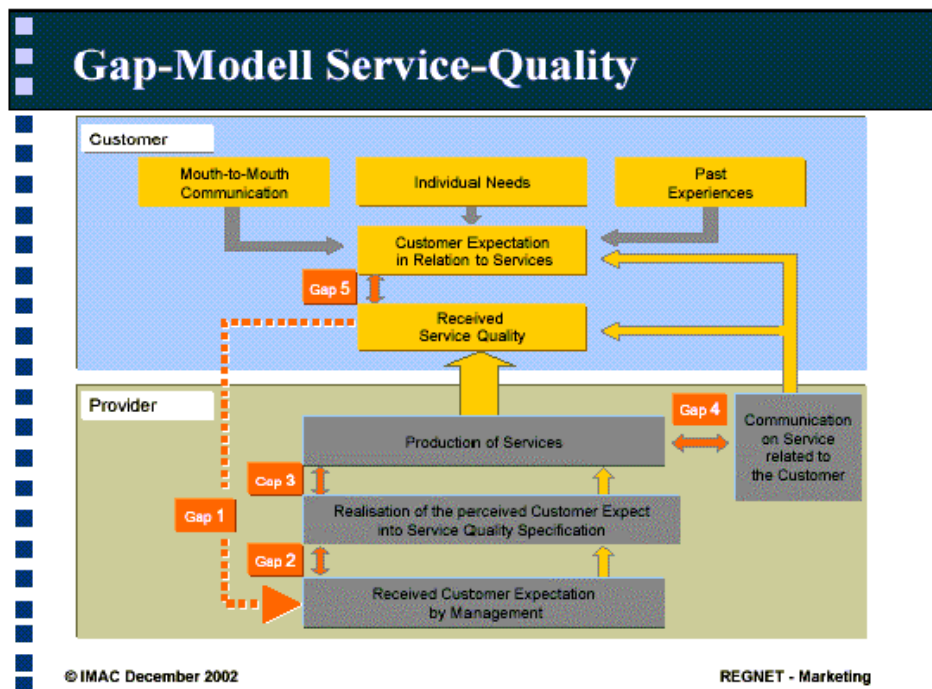 Gap-Modell Service-Quality
Customer
Mouth-to-Mouth
Communication
Individual Needs
Past
Experiences
Customer Expectation
in Relation to Services
Gap 5
Received
Service Quality
Provider
Gap 4
Communication
on Service
related to
the Customer
Production of Services
Gap 3
Realisation of the perceived Customer Expect
into Service Quality Specification
Gap 1
Gap 2
Received Customer Expectation
by Management
© IMAC December 2002
REGNET - Marketing